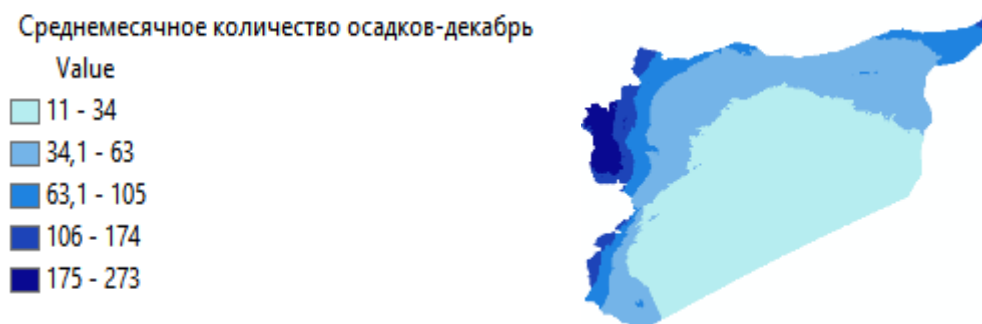 Среднемесячное количество осадков-декабрь
Value
11 - 34
34,1 - 63
63,1 - 105
106 - 174
175 - 273